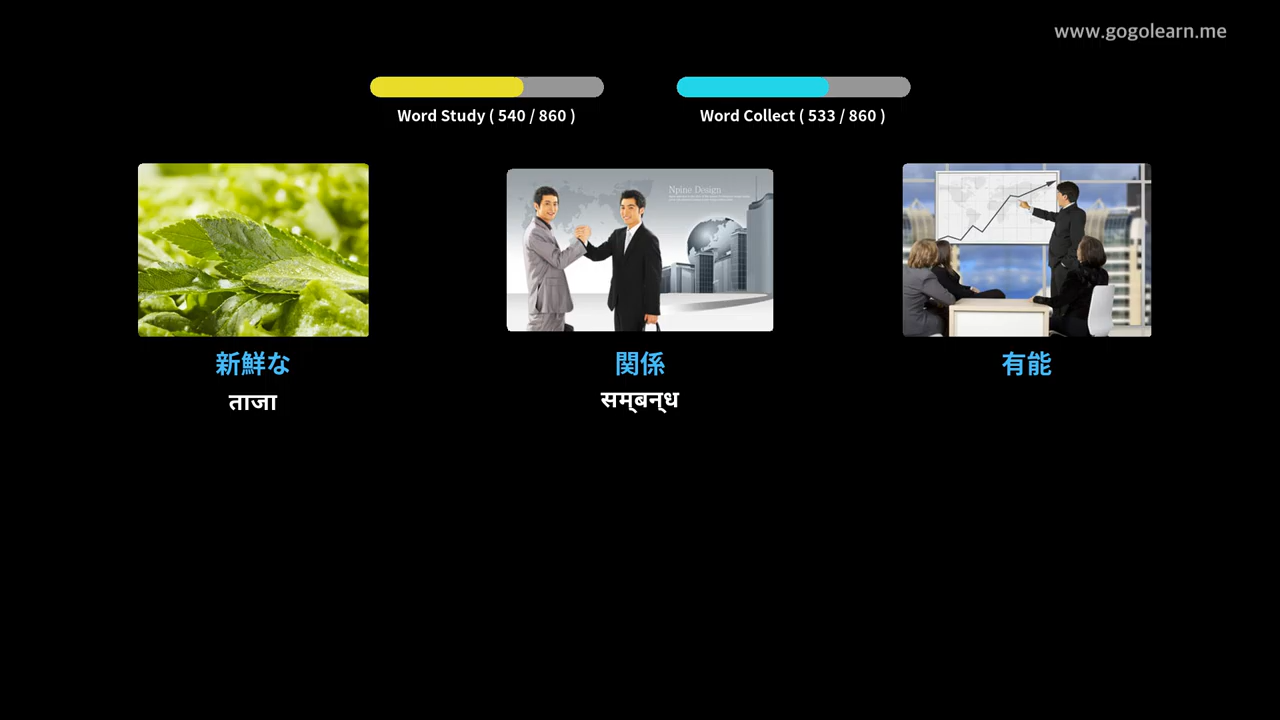 www.gogolearn.me
Word Study ( 540 / 860 )
Word Collect ( 533 / 860 )
Npine Design
新鮮な
関係
有能
ताजा
सम्बन्ध